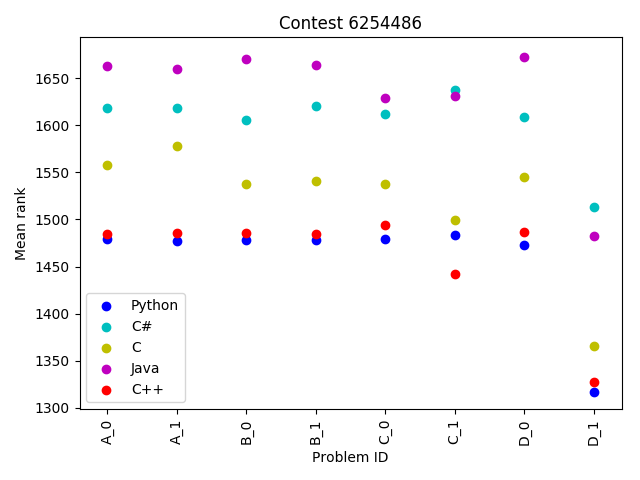 Contest 6254486
Mean rank
1650
1600
1550
1500
1450
1400
1350
1300
Python
C#
C
Java
C++
A_0
A_1
B_0
B_1
C_0
C_1
D_0
D_1
Problem ID